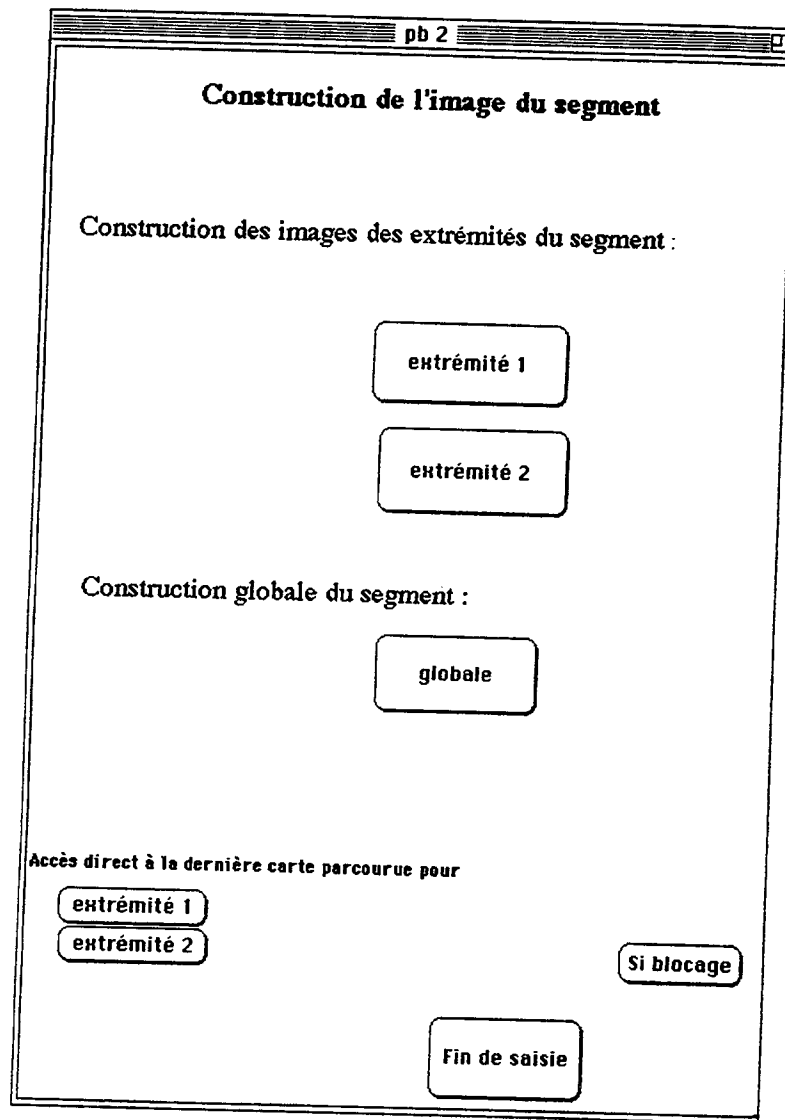 pb 2
Construction de l'image du segment
Construction des images des extrémités du segment :
extrémité 1
extrémité 2
Construction globale du segment :
globale
Accès direct à la dernière carte parcourue pour
extrémité 1
extrémité 2
Si blocage
Fin de saisie